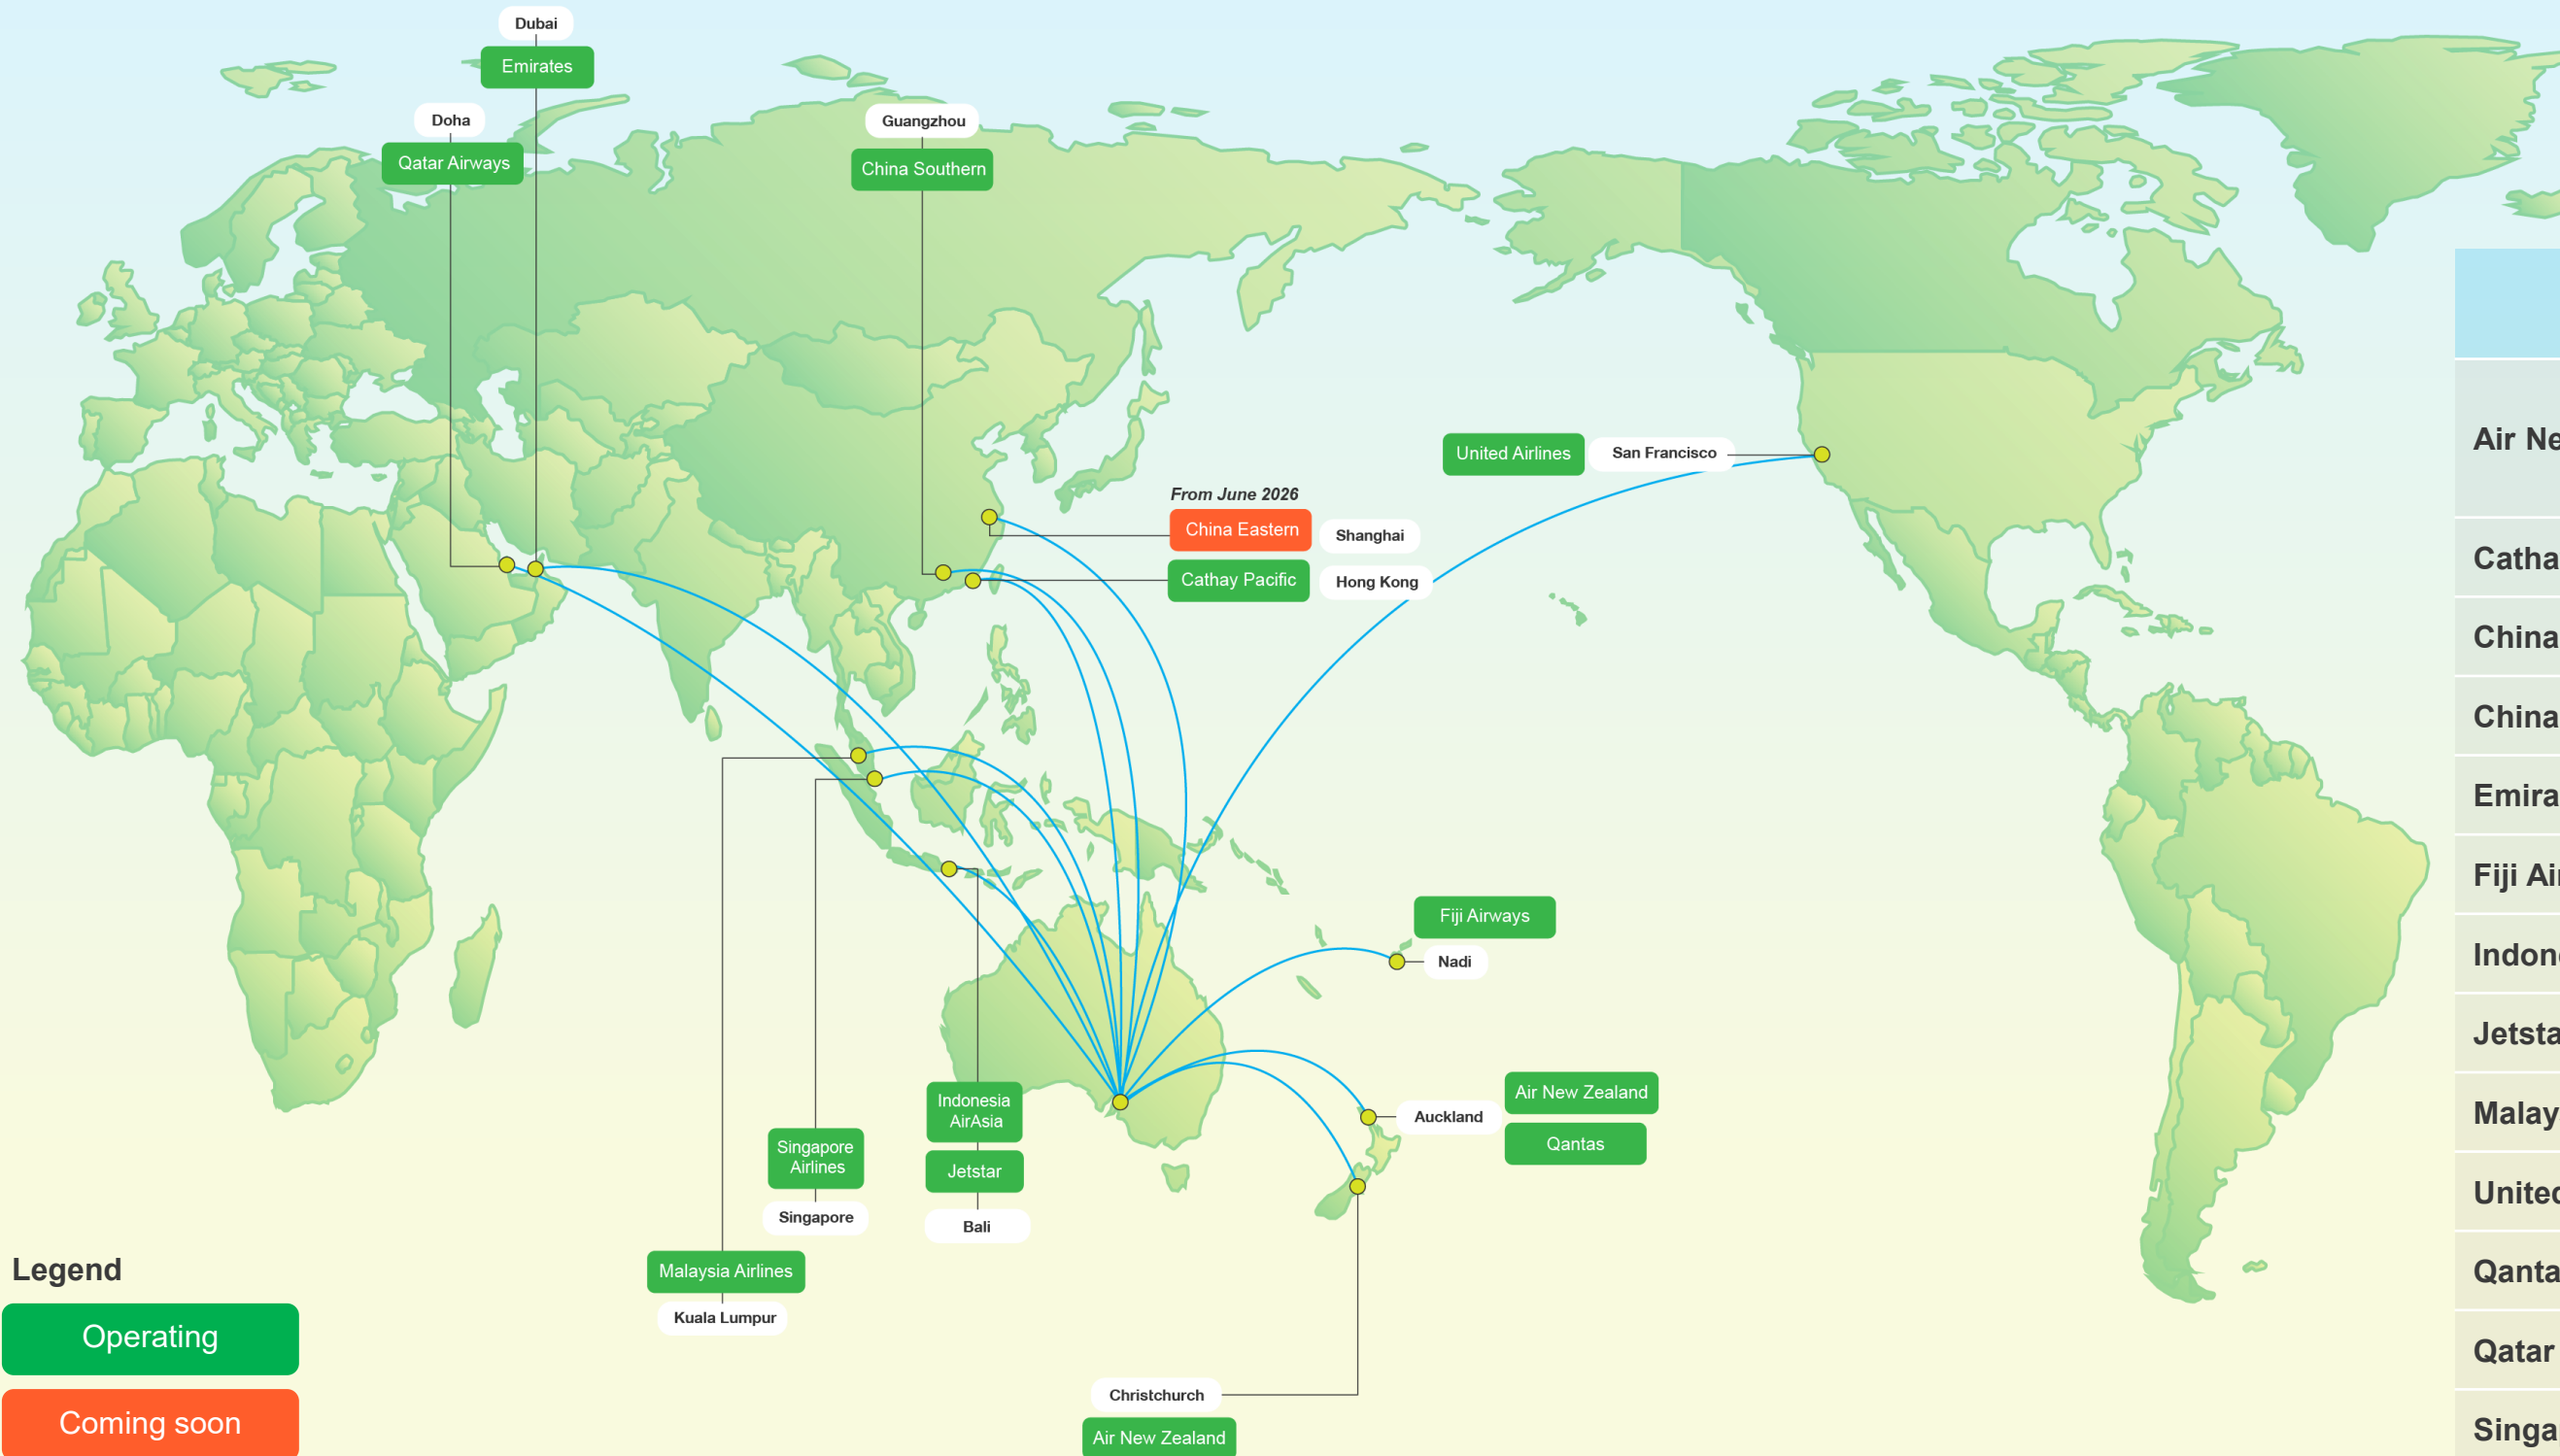 Dubai
Emirates
Doha
Qatar Airways
Guangzhou
China Southern
United Airlines
San Francisco
From June 2026
China Eastern
Shanghai
Cathay Pacific
Hong Kong
Fiji Airways
Nadi
Air New Zealand
Auckland
Qantas
Indonesia
AirAsia
Jetstar
Bali
Singapore
Airlines
Singapore
Malaysia Airlines
Kuala Lumpur
Christchurch
Air New Zealand
Legend
Operating
Coming soon
Air Ne
Catha
China
China
Emira
Fiji Air
Indone
Jetsta
Malay
United
Qanta
Qatar
Singa